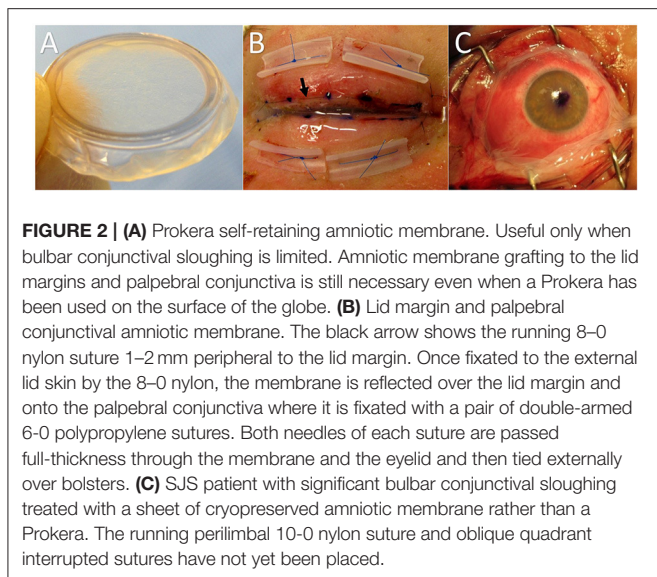 A B C
FIGURE 2 | (A) Prokera self-retaining amniotic membrane. Useful only when
bulbar conjunctival sloughing is limited. Amniotic membrane grafting to the lid
margins and palpebral conjunctiva is still necessary even when a Prokera has
been used on the surface of the globe. (B) Lid margin and palpebral
conjunctival amniotic membrane. The black arrow shows the running 8–0
nylon suture 1–2 mm peripheral to the lid margin. Once fixated to the external
lid skin by the 8–0 nylon, the membrane is reflected over the lid margin and
onto the palpebral conjunctiva where it is fixated with a pair of double-armed
6-0 polypropylene sutures. Both needles of each suture are passed
full-thickness through the membrane and the eyelid and then tied externally
over bolsters. (C) SJS patient with significant bulbar conjunctival sloughing
treated with a sheet of cryopreserved amniotic membrane rather than a
Prokera. The running perilimbal 10-0 nylon suture and oblique quadrant
interrupted sutures have not yet been placed.